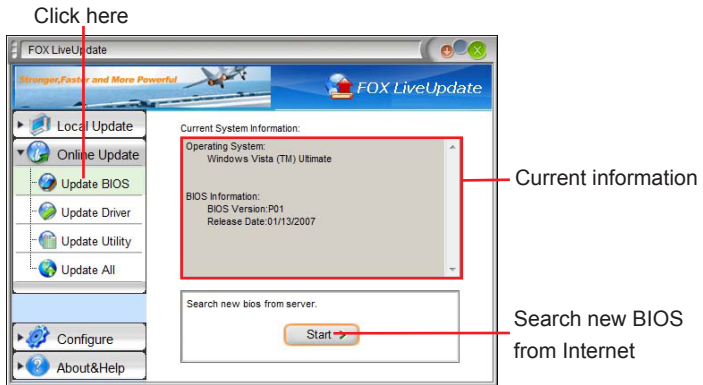 Click here
FOX LiveUpdate
Stronger,Faster and More Powerful
FOX LiveUpdate
Local Update
Online Update
Update BIOS
Update Driver
Update Utility
Update All
Configure
About&Help
Current System Information:
Operating System:
Windows Vista (TM) Ultimate
BIOS Information:
BIOS Version:P01
Release Date:01/13/2007
Search new bios from server.
Start
Current information
Search new BIOS
from Internet